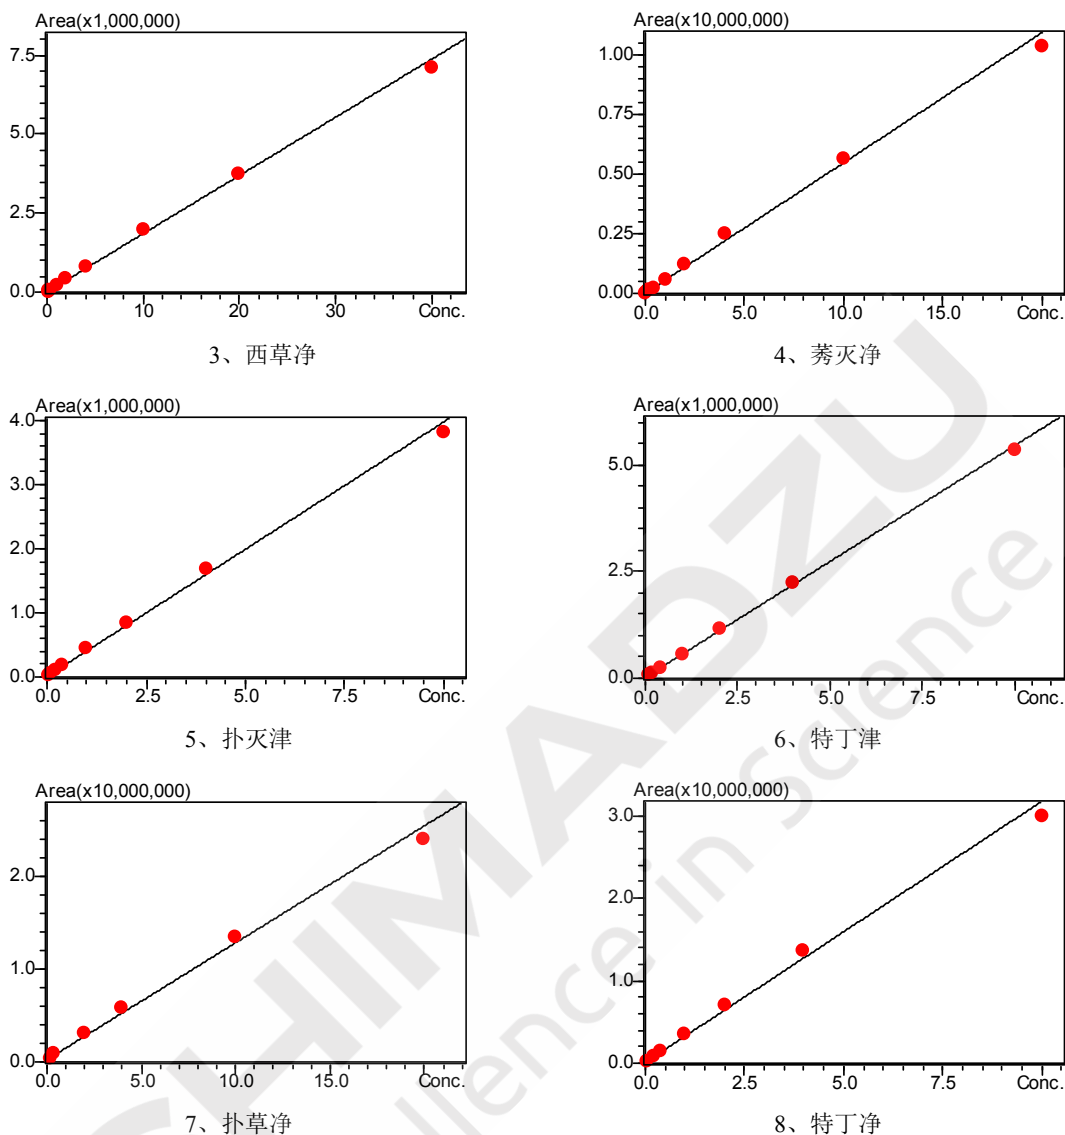 Area(x1,000,000)
7.5
5.0
2.5
0.0
0 10 20 30 Conc.
3、西草净
Area(x10,000,000)
1.00
0.75
0.50
0.25
0.00
0.0 5.0 10.0 15.0 Conc.
4、莠灭净
Area(x1,000,000)
4.0
3.0
2.0
1.0
0.0
0.0 2.5 5.0 7.5 Conc.
5、扑灭津
Area(x1,000,000)
5.0
2.5
0.0
0.0 2.5 5.0 7.5 Conc.
6、特丁津
Area(x10,000,000)
2.0
1.0
0.0
0.0 5.0 10.0 15.0 Conc.
7、扑草净
Area(x10,000,000)
3.0
2.0
1.0
0.0
0.0 2.5 5.0 7.5 Conc.
8、特丁净
SHIMADZU
ellence in Science